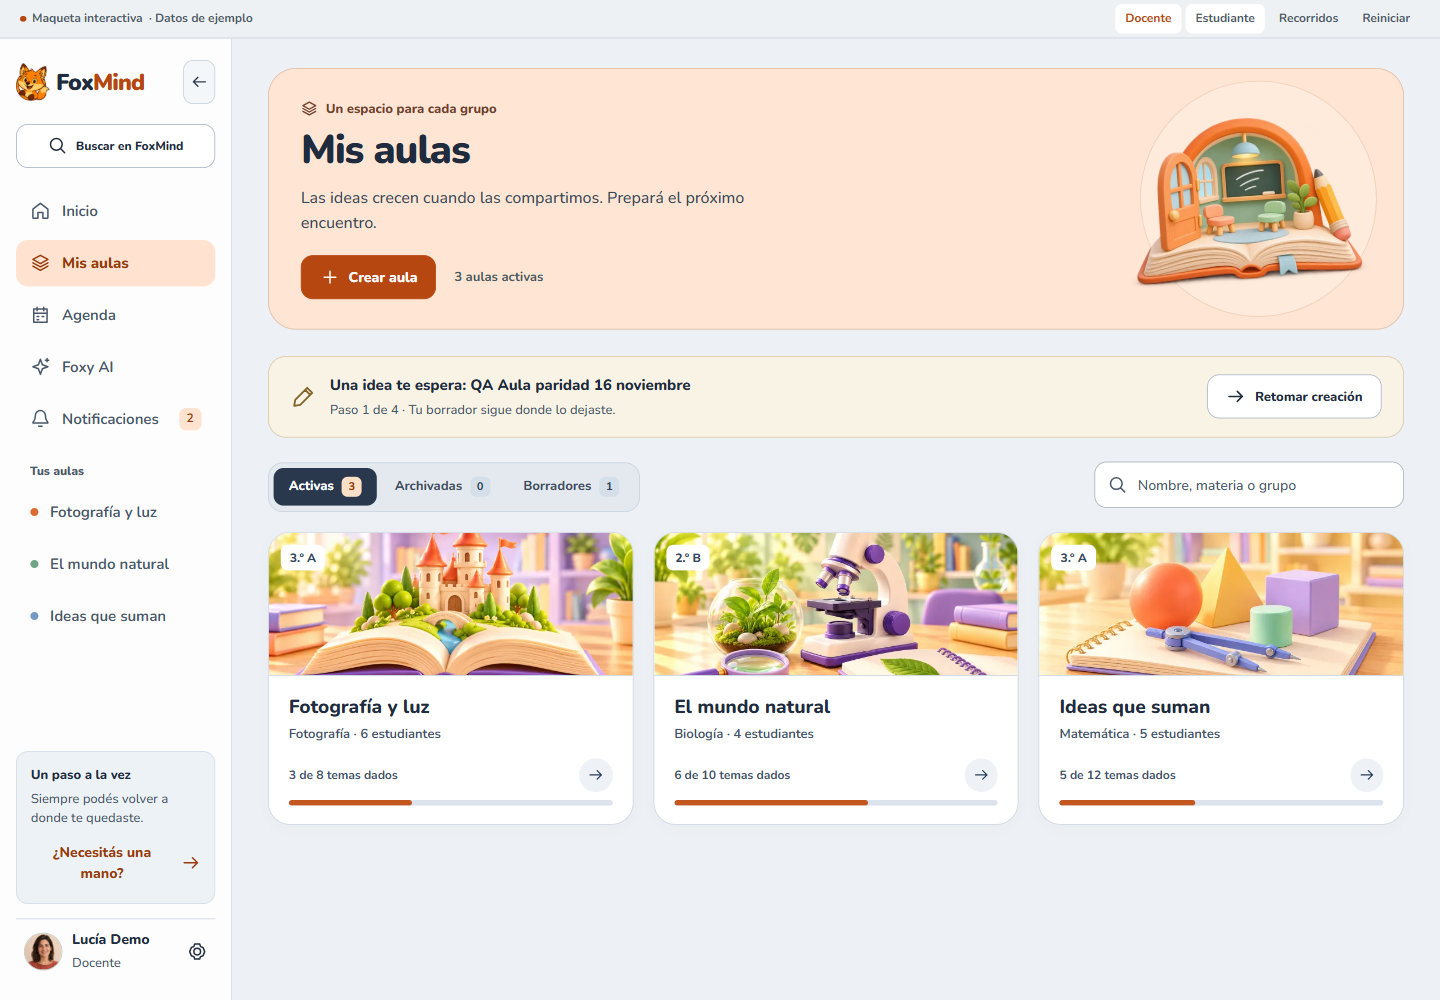 Maqueta interactiva · Datos de ejemplo
Docente
Estudiante
Recorridos
Reiniciar
FoxMind
Buscar en FoxMind
Inicio
Mis aulas
Agenda
Foxy AI
Notificaciones 2
Tus aulas
Fotografía y luz
El mundo natural
Ideas que suman
Un paso a la vez
Siempre podés volver a
donde te quedaste.
¿Necesitás una
mano?
Lucía Demo
Docente
Un espacio para cada grupo
Mis aulas
Las ideas crecen cuando las compartimos. Prepará el próximo
encuentro.
Crear aula
3 aulas activas
Una idea te espera: QA Aula paridad 16 noviembre
Paso 1 de 4 · Tu borrador sigue donde lo dejaste.
Retomar creación
Activas 3
Archivadas 0
Borradores 1
Nombre, materia o grupo
3.º A
Fotografía y luz
Fotografía · 6 estudiantes
3 de 8 temas dados
2.º B
El mundo natural
Biología · 4 estudiantes
6 de 10 temas dados
3.º A
Ideas que suman
Matemática · 5 estudiantes
5 de 12 temas dados